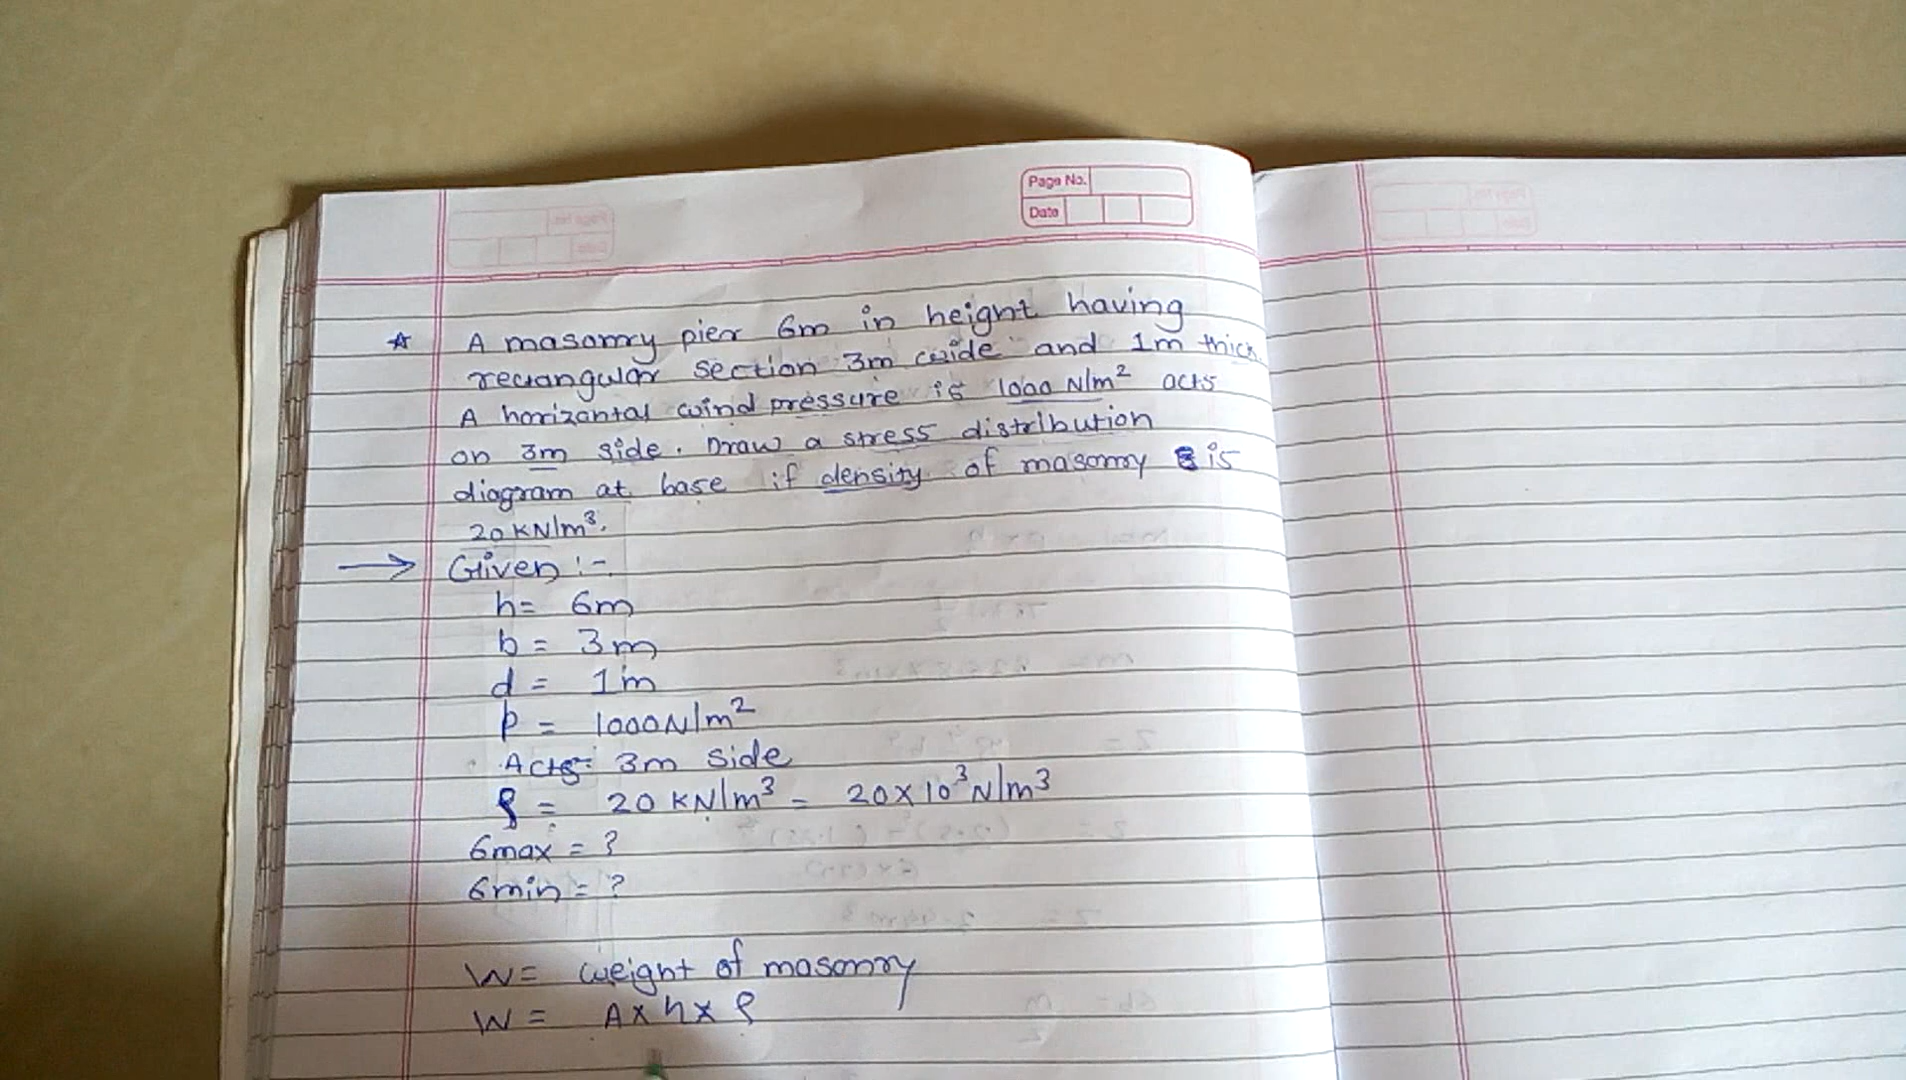 Page No.
Date
A masonry pier 6m in height having
rectangular section 3m wide and 1m thick.
A horizantal wind pressure is 1000 N/m² acts
on 3m side. Draw a stress distribution
diagram at base if density of masonry is
20 KN/m³.
→ Given :-
h = 6m
b = 3m
d = 1m
p = 1000N/m²
Acts = 3m side
ρ = 20 KN/m³ = 20×10³N/m³
σmax = ?
σmin = ?
W = weight of masonry
W = A×h×ρ